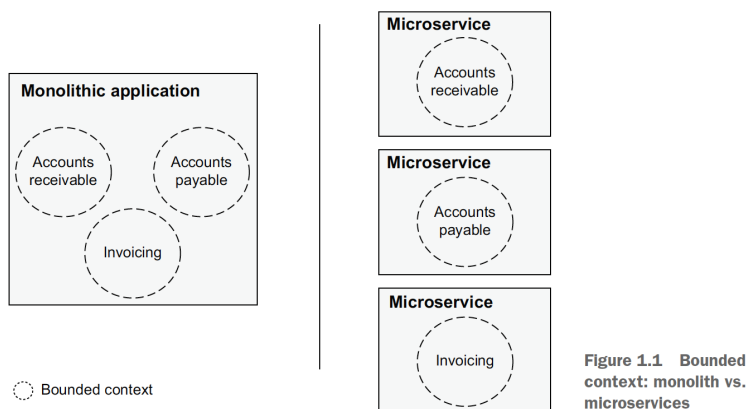 Monolithic application
Accounts
receivable
Accounts
payable
Invoicing
Bounded context
Microservice
Accounts
receivable
Microservice
Accounts
payable
Microservice
Invoicing
Figure 1.1 Bounded
context: monolith vs.
microservices